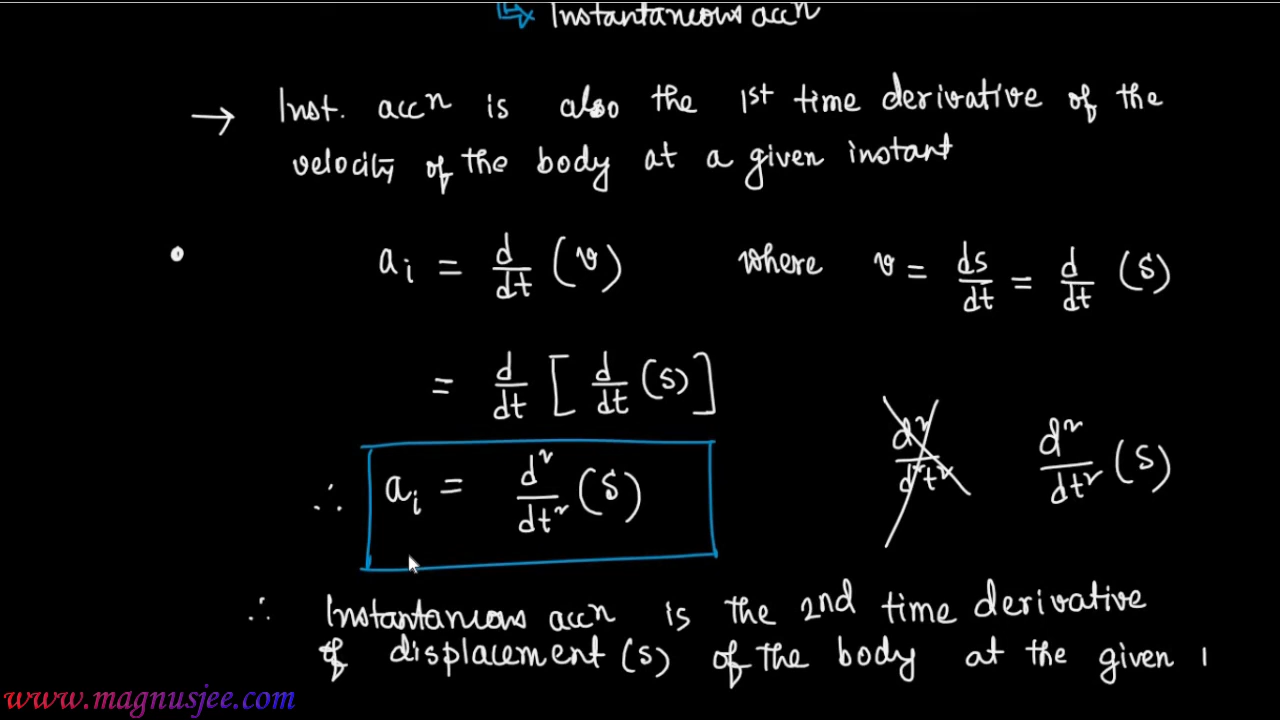 ↳ Instantaneous accⁿ
→ Inst. accⁿ is also the 1st time derivative of the
velocity of the body at a given instant
• aᵢ = d/dt (v) where v = ds/dt = d/dt (s)
= d/dt [ d/dt (s) ]
d²/d²t² d²/dt² (s)
∴ aᵢ = d²/dt² (s)
∴ Instantaneous accⁿ is the 2nd time derivative
of displacement (s) of the body at the given
www.magnusjee.com